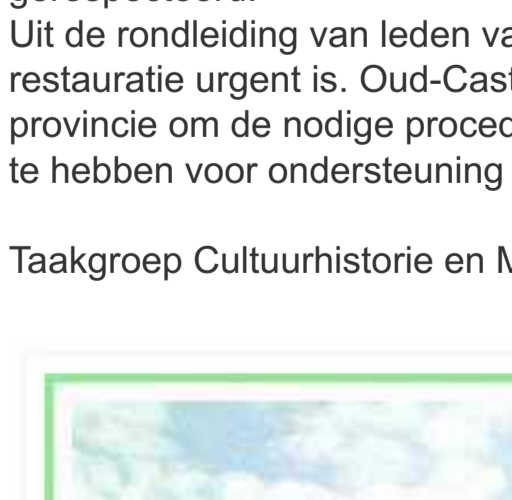 gerespecteerd.
Uit de rondleiding van leden va
restauratie urgent is. Oud-Cast
provincie om de nodige proced
te hebben voor ondersteuning
Taakgroep Cultuurhistorie en M